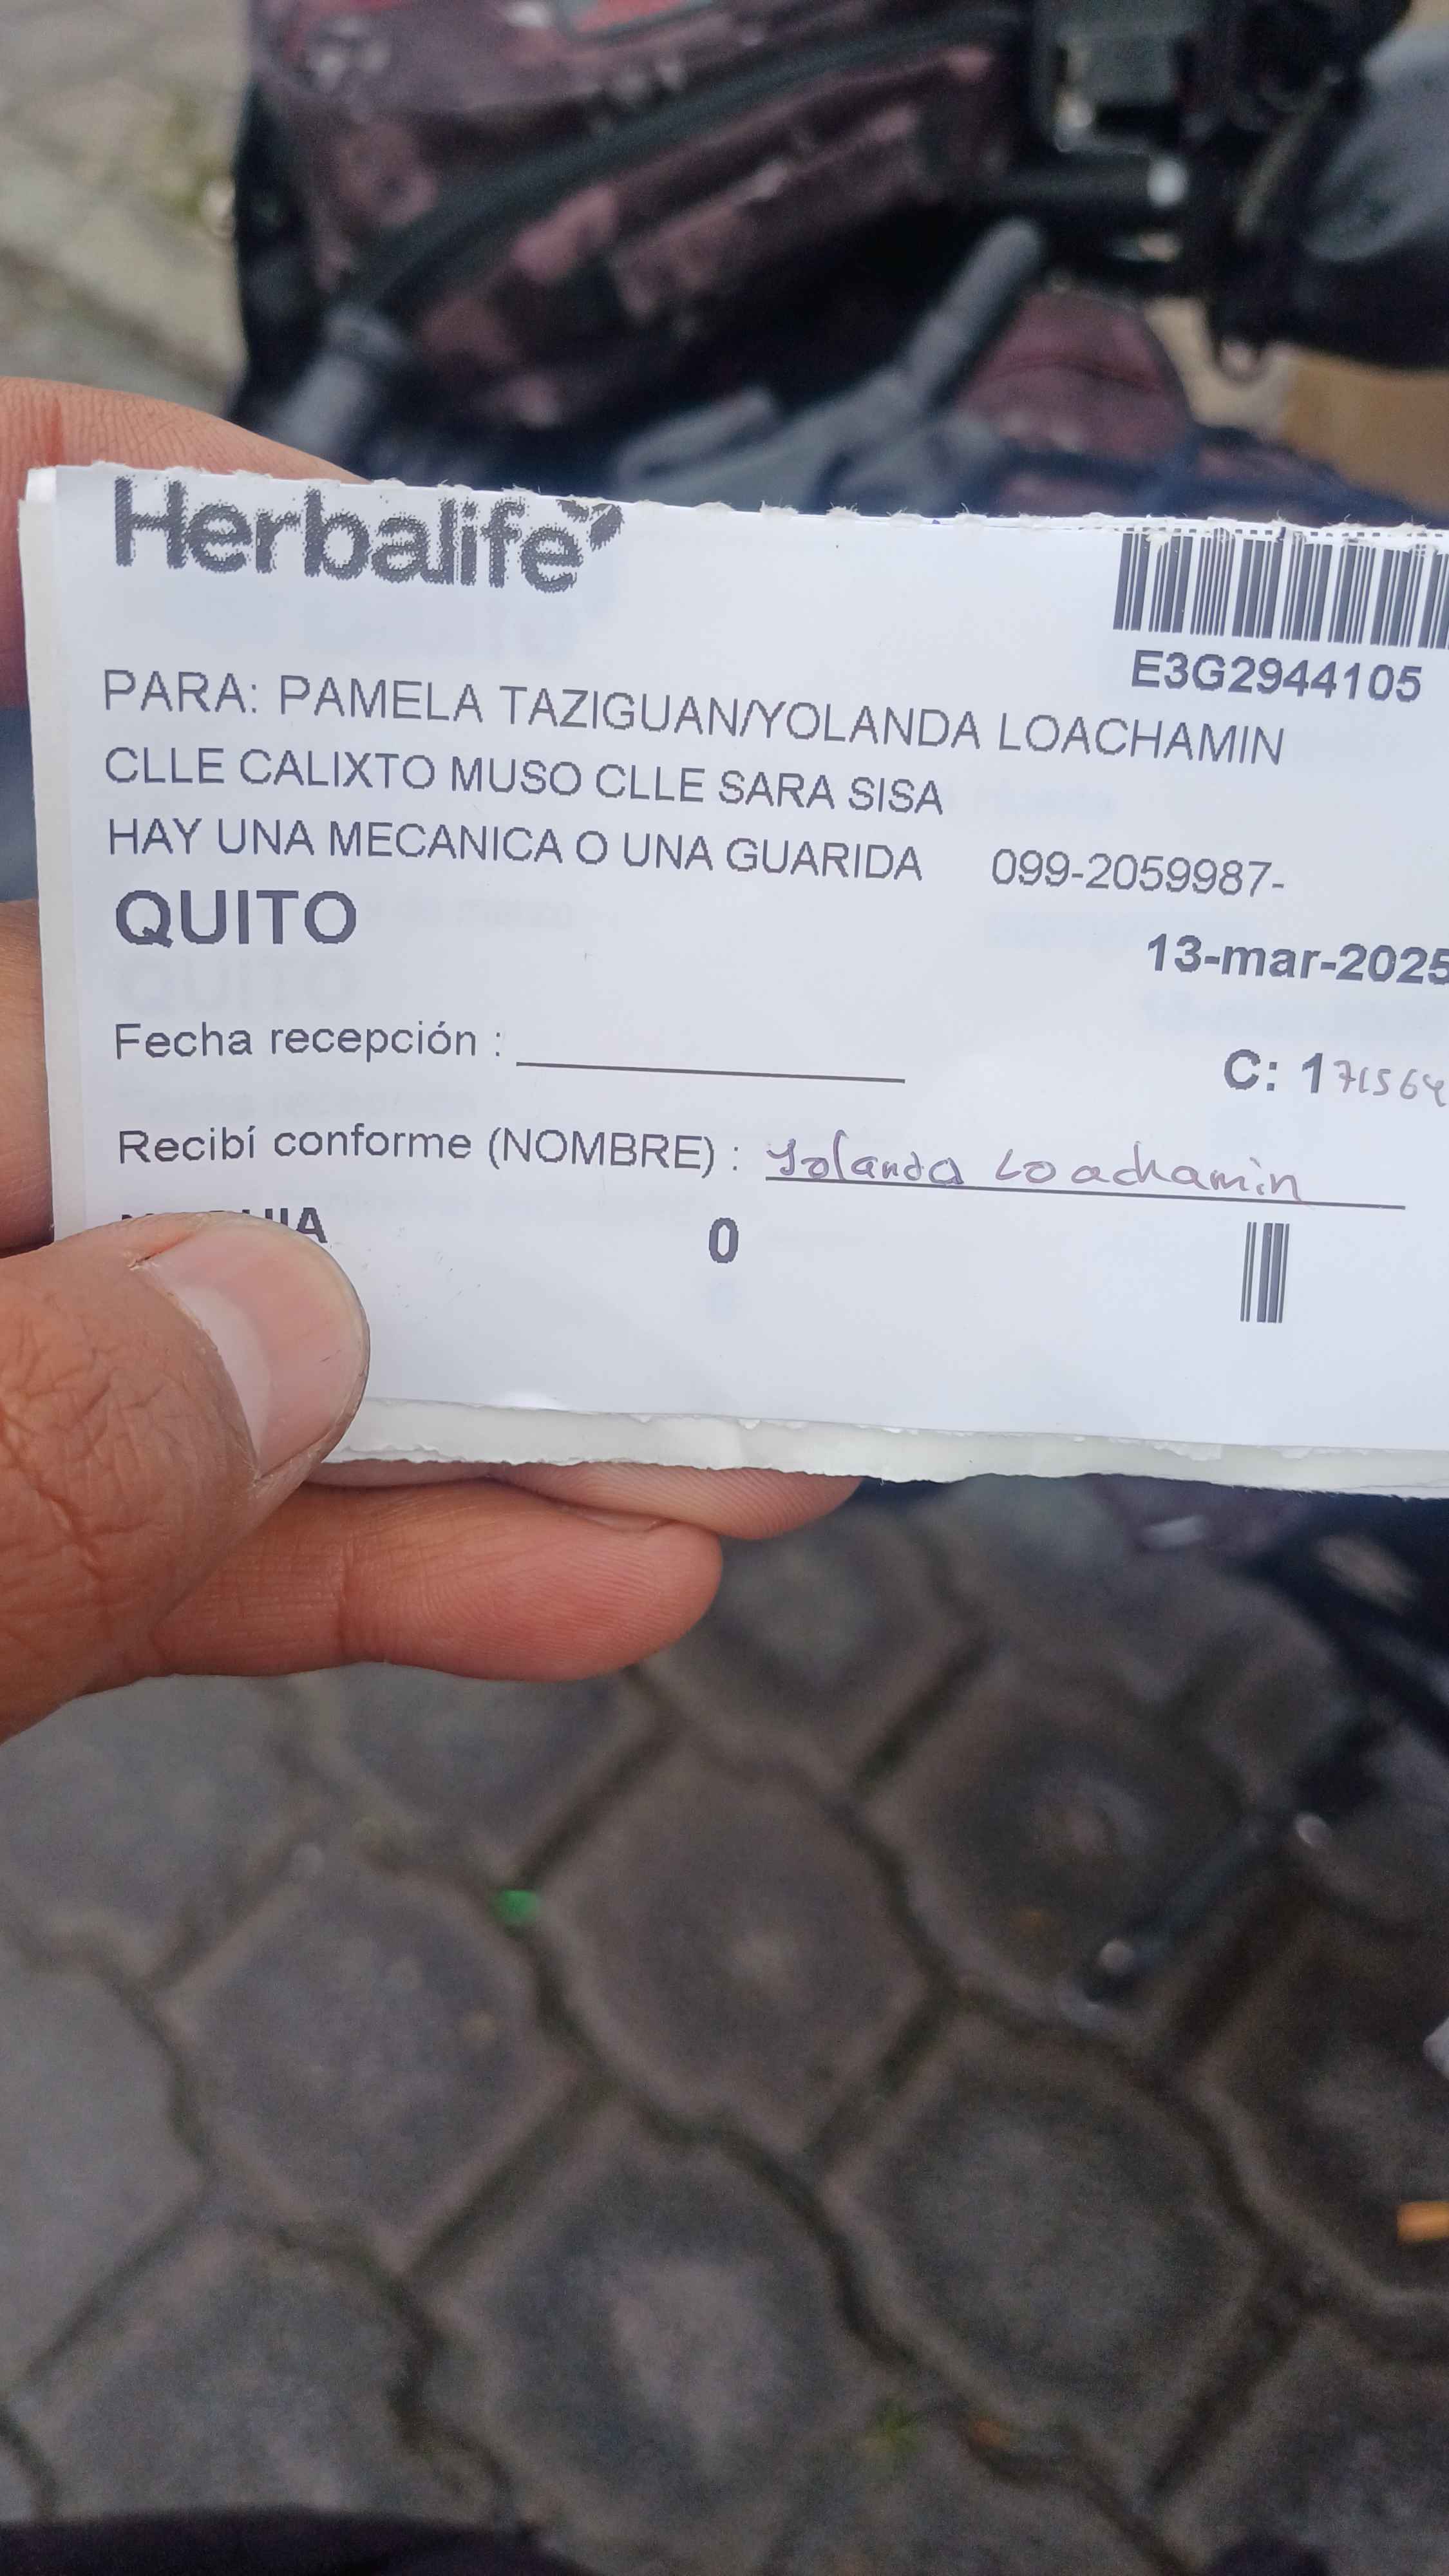 Herbalife
E3G2944105
PARA: PAMELA TAZIGUAN/YOLANDA LOACHAMIN
CLLE CALIXTO MUSO CLLE SARA SISA
HAY UNA MECANICA O UNA GUARIDA 099-2059987-
QUITO
13-mar-2025
Fecha recepción :
C: 171564
Recibí conforme (NOMBRE) : Yolanda Loachamin
0